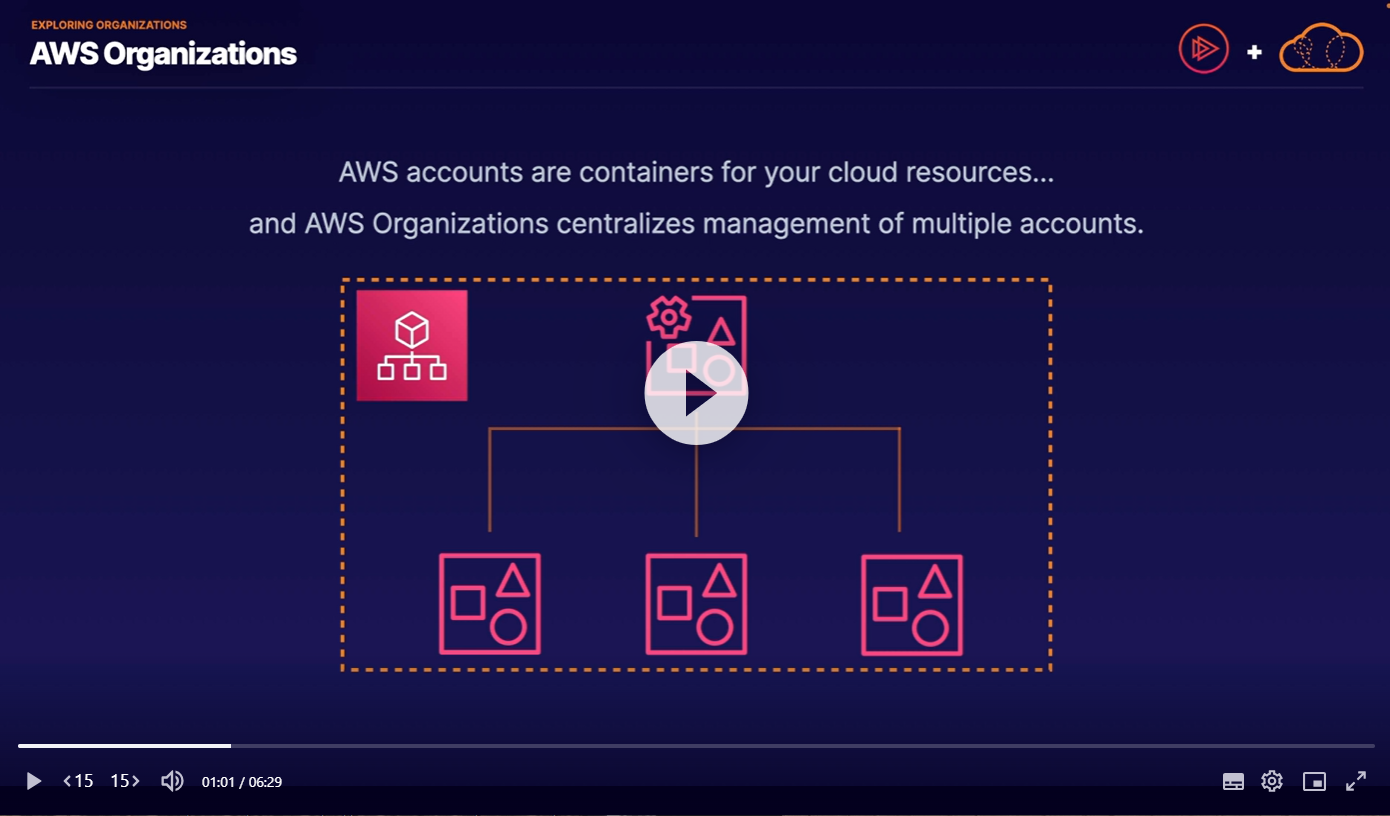 EXPLORING ORGANIZATIONS
AWS Organizations
AWS accounts are containers for your cloud resources...
and AWS Organizations centralizes management of multiple accounts.
15 15 01:01 / 06:29